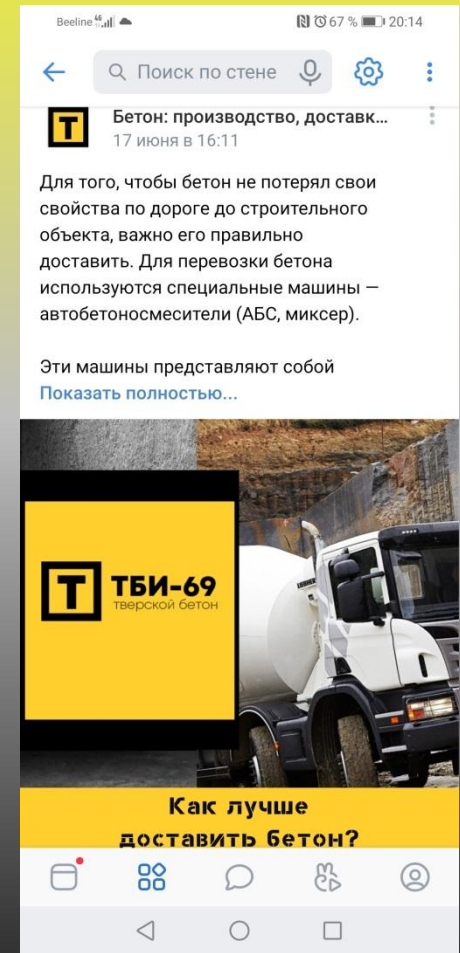 Beeline 4G 67 % 20:14
Поиск по стене
Бетон: производство, доставк...
17 июня в 16:11
Для того, чтобы бетон не потерял свои
свойства по дороге до строительного
объекта, важно его правильно
доставить. Для перевозки бетона
используются специальные машины —
автобетоносмесители (АБС, миксер).
Эти машины представляют собой
Показать полностью...
Т ТБИ-69
тверской бетон
LIEBHERR
Как лучше
доставить бетон?